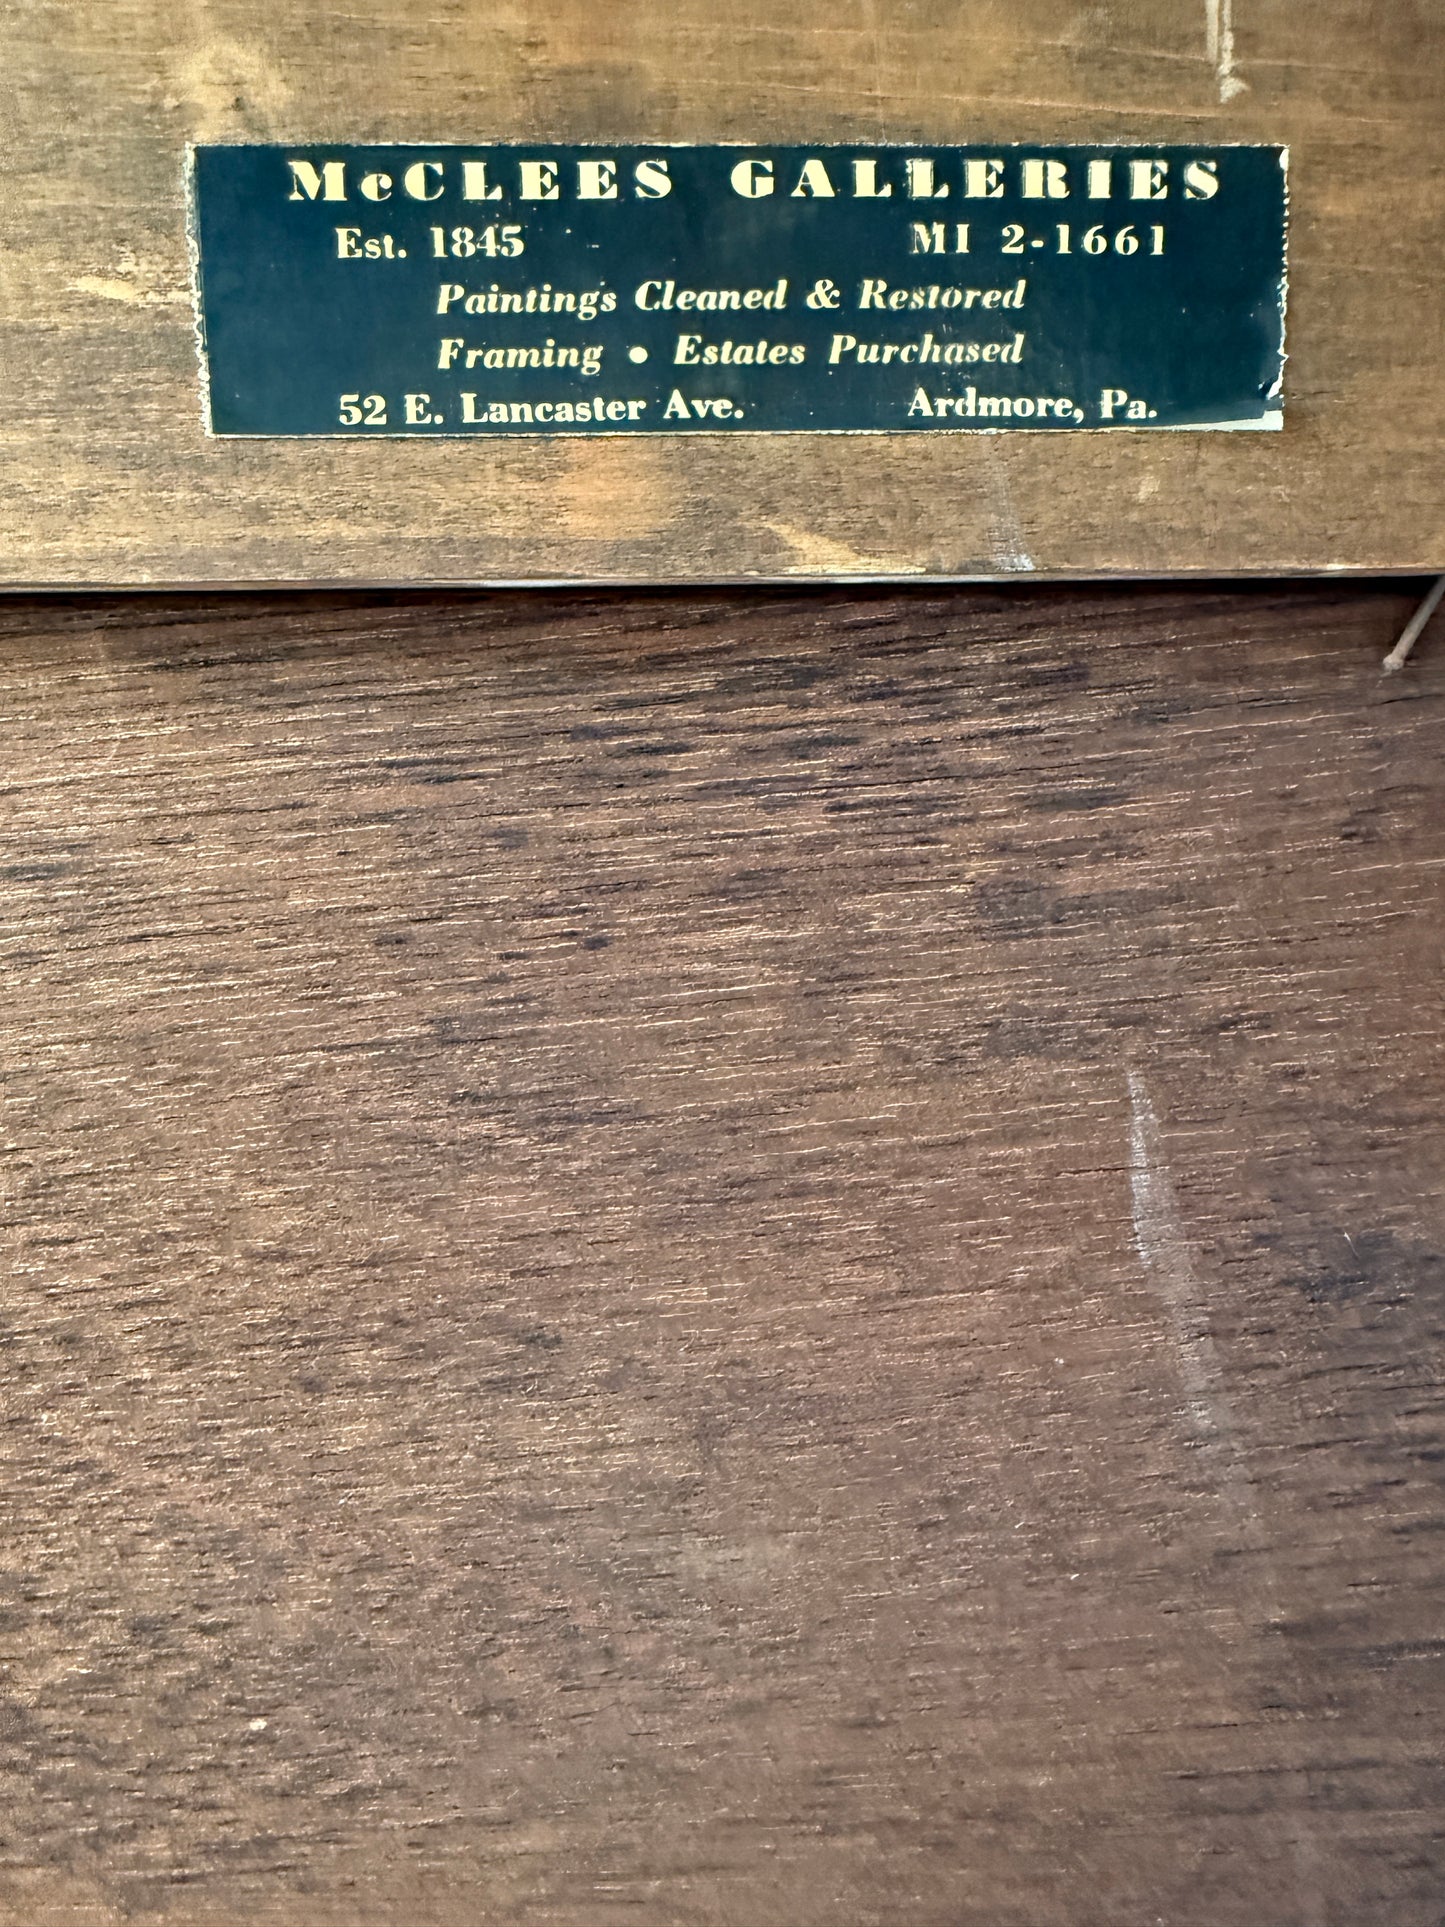 McCLEES GALLERIES
Est. 1845 MI 2-1661
Paintings Cleaned & Restored
Framing • Estates Purchased
52 E. Lancaster Ave. Ardmore, Pa.